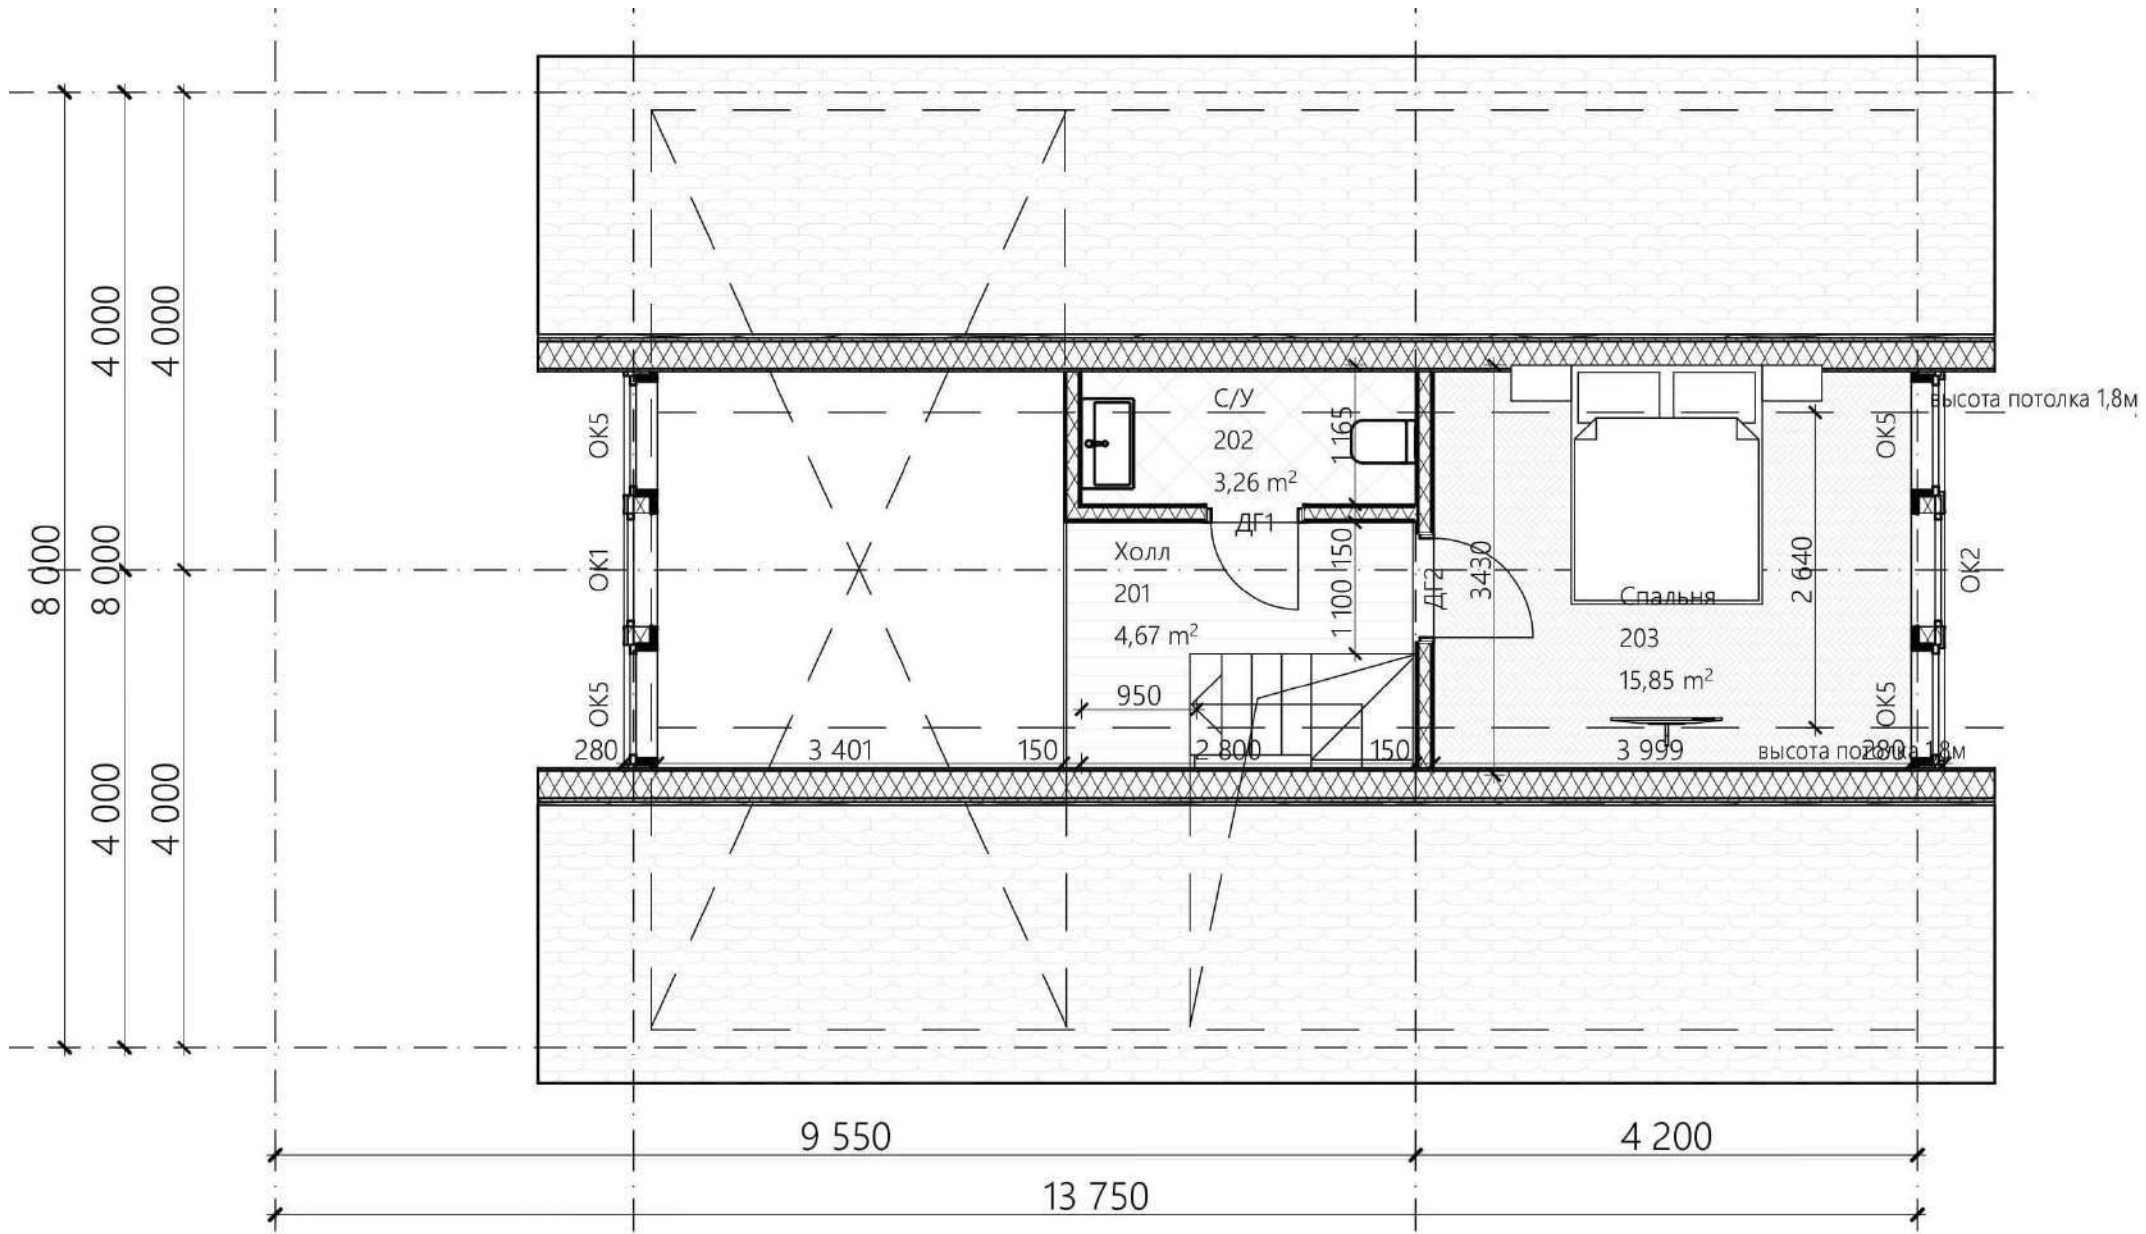 8 000
4 000
8 000
4 000
4 000
4 000
ОК5
ОК1
ОК5
С/У
202
3,26 m²
1 165
ДГ1
Холл
201
4,67 m²
150
1 100
ДГ2
3430
Спальня
203
15,85 m²
2 640
ОК5
ОК2
ОК5
высота потолка 1,8м
950
280
3 401
150
2 800
150
3 999
высота потолка 1,8м
280
9 550
4 200
13 750